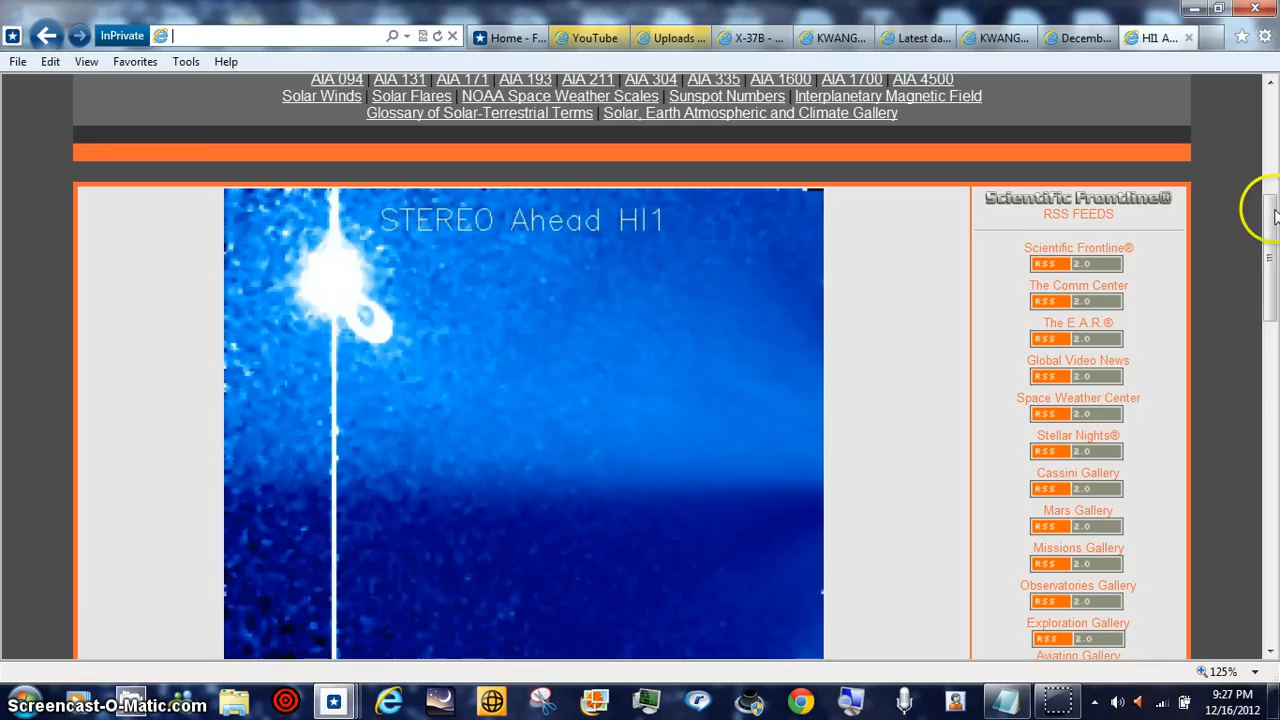 InPrivate
Home - F...
YouTube
Uploads ...
X-37B - ...
KWANG...
Latest da...
KWANG...
Decemb...
HI1 A...
File Edit View Favorites Tools Help
AIA 094 | AIA 131 | AIA 171 | AIA 193 | AIA 211 | AIA 304 | AIA 335 | AIA 1600 | AIA 1700 | AIA 4500
Solar Winds | Solar Flares | NOAA Space Weather Scales | Sunspot Numbers | Interplanetary Magnetic Field
Glossary of Solar-Terrestrial Terms | Solar, Earth Atmospheric and Climate Gallery
STEREO Ahead HI1
Scientific Frontline®
RSS FEEDS
Scientific Frontline®
RSS 2.0
The Comm Center
RSS 2.0
The E.A.R.®
RSS 2.0
Global Video News
RSS 2.0
Space Weather Center
RSS 2.0
Stellar Nights®
RSS 2.0
Cassini Gallery
RSS 2.0
Mars Gallery
RSS 2.0
Missions Gallery
RSS 2.0
Observatories Gallery
RSS 2.0
Exploration Gallery
RSS 2.0
Aviation Gallery
125%
Screencast-O-Matic.com
9:27 PM
12/16/2012